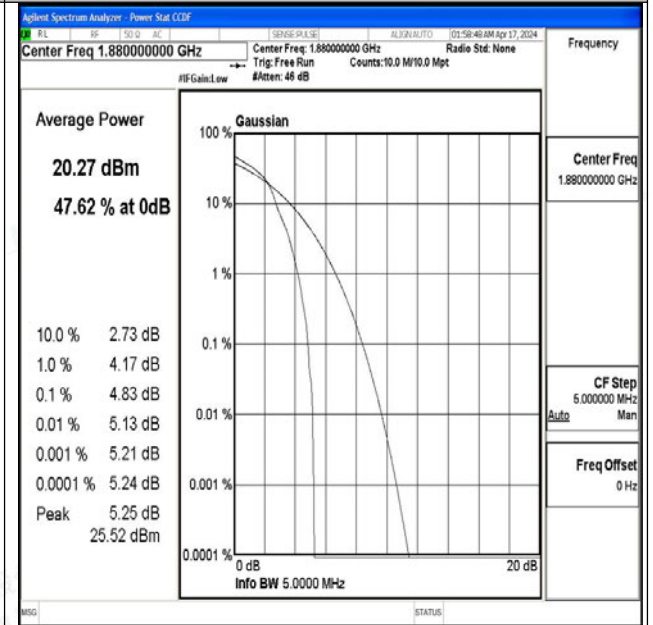 Agilent Spectrum Analyzer - Power Stat CCDF
RL RF 50 Ω AC SENSE:PULSE ALIGN AUTO 01:58:48 AM Apr 17, 2024
Center Freq 1.880000000 GHz
Center Freq: 1.880000000 GHz Radio Std: None
Trig: Free Run Counts:10.0 M/10.0 Mpt
#IFGain:Low #Atten: 46 dB
Frequency
Average Power
20.27 dBm
47.62 % at 0dB
10.0 % 2.73 dB
1.0 % 4.17 dB
0.1 % 4.83 dB
0.01 % 5.13 dB
0.001 % 5.21 dB
0.0001 % 5.24 dB
Peak 5.25 dB
25.52 dBm
Gaussian
100 %
10 %
1 %
0.1 %
0.01 %
0.001 %
0.0001 %
0 dB 20 dB
Info BW 5.0000 MHz
Center Freq
1.880000000 GHz
CF Step
5.000000 MHz
Auto Man
Freq Offset
0 Hz
MSG STATUS